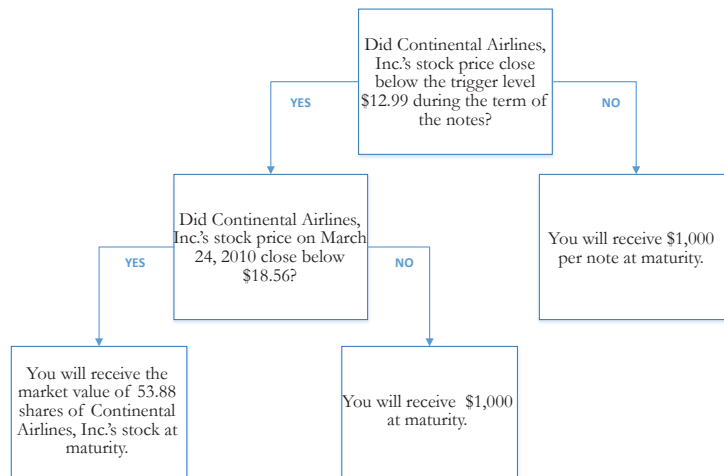 Did Continental Airlines,
Inc.'s stock price close
below the trigger level
$12.99 during the term of
the notes?
YES
NO
Did Continental Airlines,
Inc.'s stock price on March
24, 2010 close below
$18.56?
You will receive $1,000
per note at maturity.
YES
NO
You will receive the
market value of 53.88
shares of Continental
Airlines, Inc.'s stock at
maturity.
You will receive $1,000
at maturity.